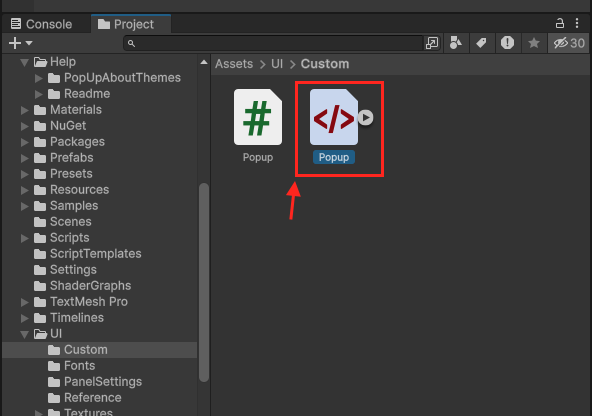 Console
Project
30
Help
PopUpAboutThemes
Readme
Materials
NuGet
Packages
Prefabs
Presets
Resources
Samples
Scenes
Scripts
ScriptTemplates
Settings
ShaderGraphs
TextMesh Pro
Timelines
UI
Custom
Fonts
PanelSettings
Reference
Textures
Assets > UI > Custom
#
Popup
</>
Popup